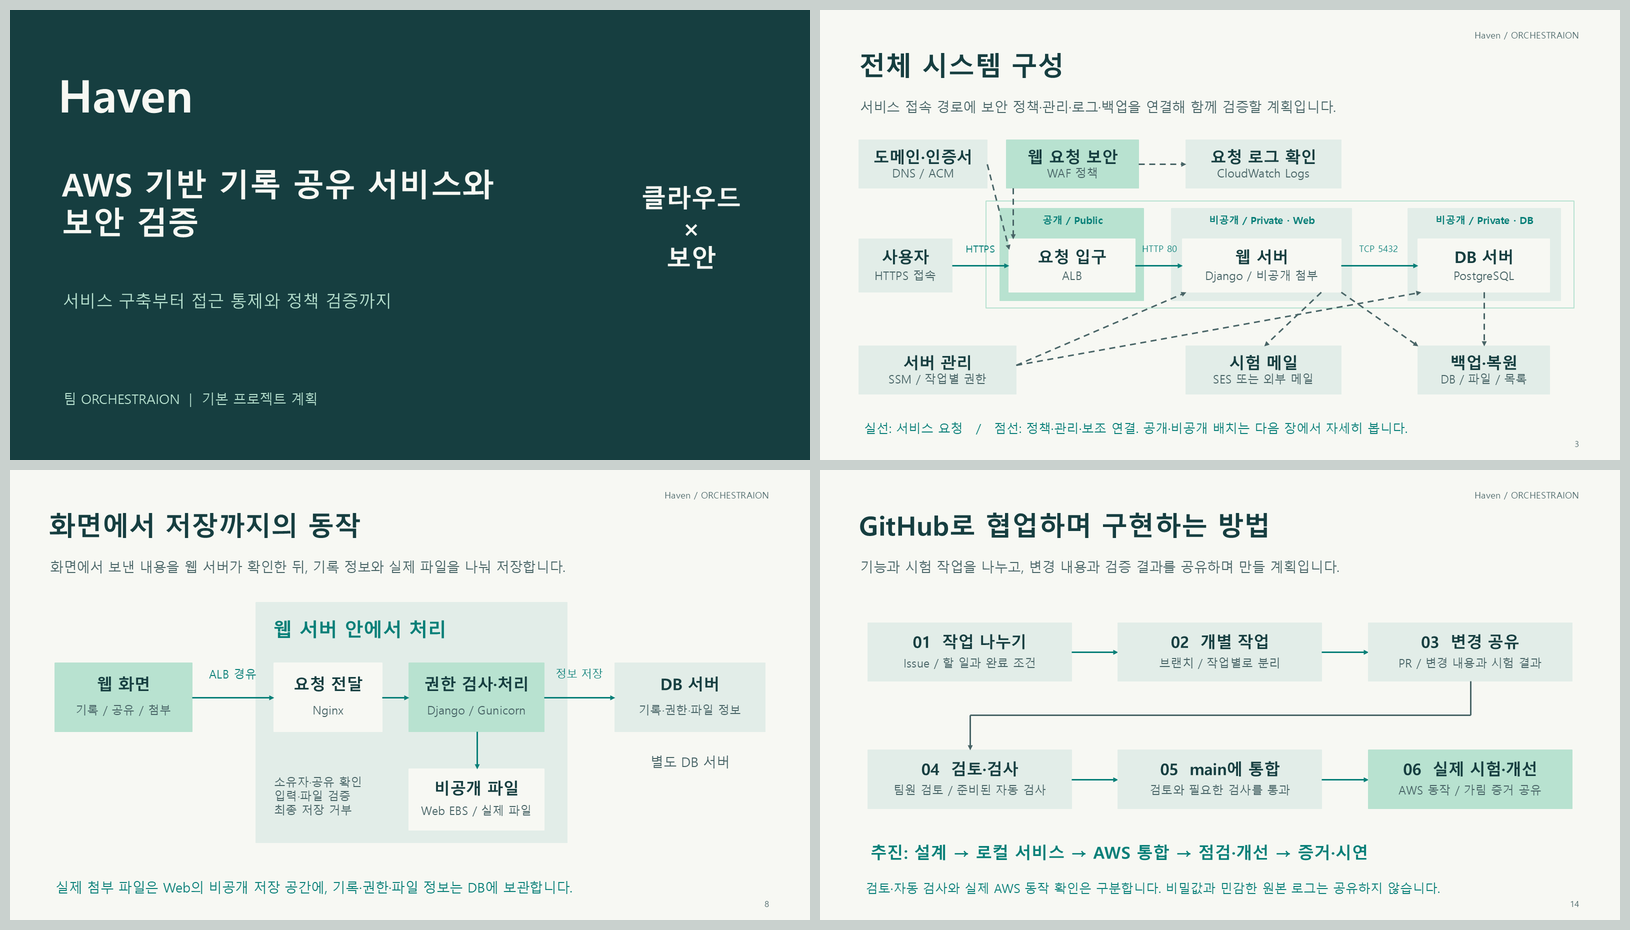 Haven
AWS 기반 기록 공유 서비스와
보안 검증
클라우드
×
보안
서비스 구축부터 접근 통제와 정책 검증까지
팀 ORCHESTRAION | 기본 프로젝트 계획
Haven / ORCHESTRAION
전체 시스템 구성
서비스 접속 경로에 보안 정책·관리·로그·백업을 연결해 함께 검증할 계획입니다.
도메인·인증서
DNS / ACM
웹 요청 보안
WAF 정책
요청 로그 확인
CloudWatch Logs
공개 / Public
비공개 / Private · Web
비공개 / Private · DB
사용자
HTTPS 접속
HTTPS
요청 입구
ALB
HTTP 80
웹 서버
Django / 비공개 첨부
TCP 5432
DB 서버
PostgreSQL
서버 관리
SSM / 작업별 권한
시험 메일
SES 또는 외부 메일
백업·복원
DB / 파일 / 목록
실선: 서비스 요청 / 점선: 정책·관리·보조 연결. 공개·비공개 배치는 다음 장에서 자세히 봅니다.
3
Haven / ORCHESTRAION
화면에서 저장까지의 동작
화면에서 보낸 내용을 웹 서버가 확인한 뒤, 기록 정보와 실제 파일을 나눠 저장합니다.
웹 서버 안에서 처리
웹 화면
기록 / 공유 / 첨부
ALB 경유
요청 전달
Nginx
권한 검사·처리
Django / Gunicorn
정보 저장
DB 서버
기록·권한·파일 정보
별도 DB 서버
소유자·공유 확인
입력·파일 검증
최종 저장 거부
비공개 파일
Web EBS / 실제 파일
실제 첨부 파일은 Web의 비공개 저장 공간에, 기록·권한·파일 정보는 DB에 보관합니다.
8
Haven / ORCHESTRAION
GitHub로 협업하며 구현하는 방법
기능과 시험 작업을 나누고, 변경 내용과 검증 결과를 공유하며 만들 계획입니다.
01 작업 나누기
Issue / 할 일과 완료 조건
02 개별 작업
브랜치 / 작업별로 분리
03 변경 공유
PR / 변경 내용과 시험 결과
04 검토·검사
팀원 검토 / 준비된 자동 검사
05 main에 통합
검토와 필요한 검사를 통과
06 실제 시험·개선
AWS 동작 / 가림 증거 공유
추진: 설계 → 로컬 서비스 → AWS 통합 → 점검·개선 → 증거·시연
검토·자동 검사와 실제 AWS 동작 확인은 구분합니다. 비밀값과 민감한 원본 로그는 공유하지 않습니다.
14